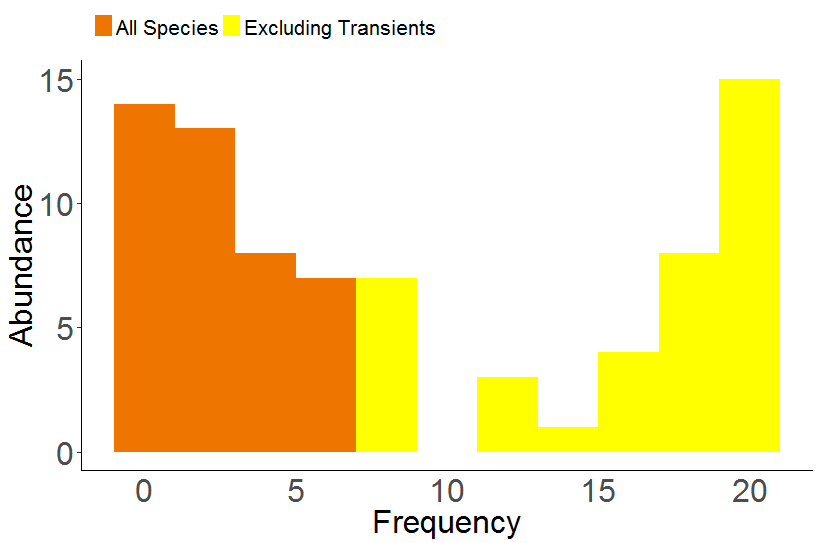 All Species Excluding Transients
15
10
5
0
Abundance
0 5 10 15 20
Frequency